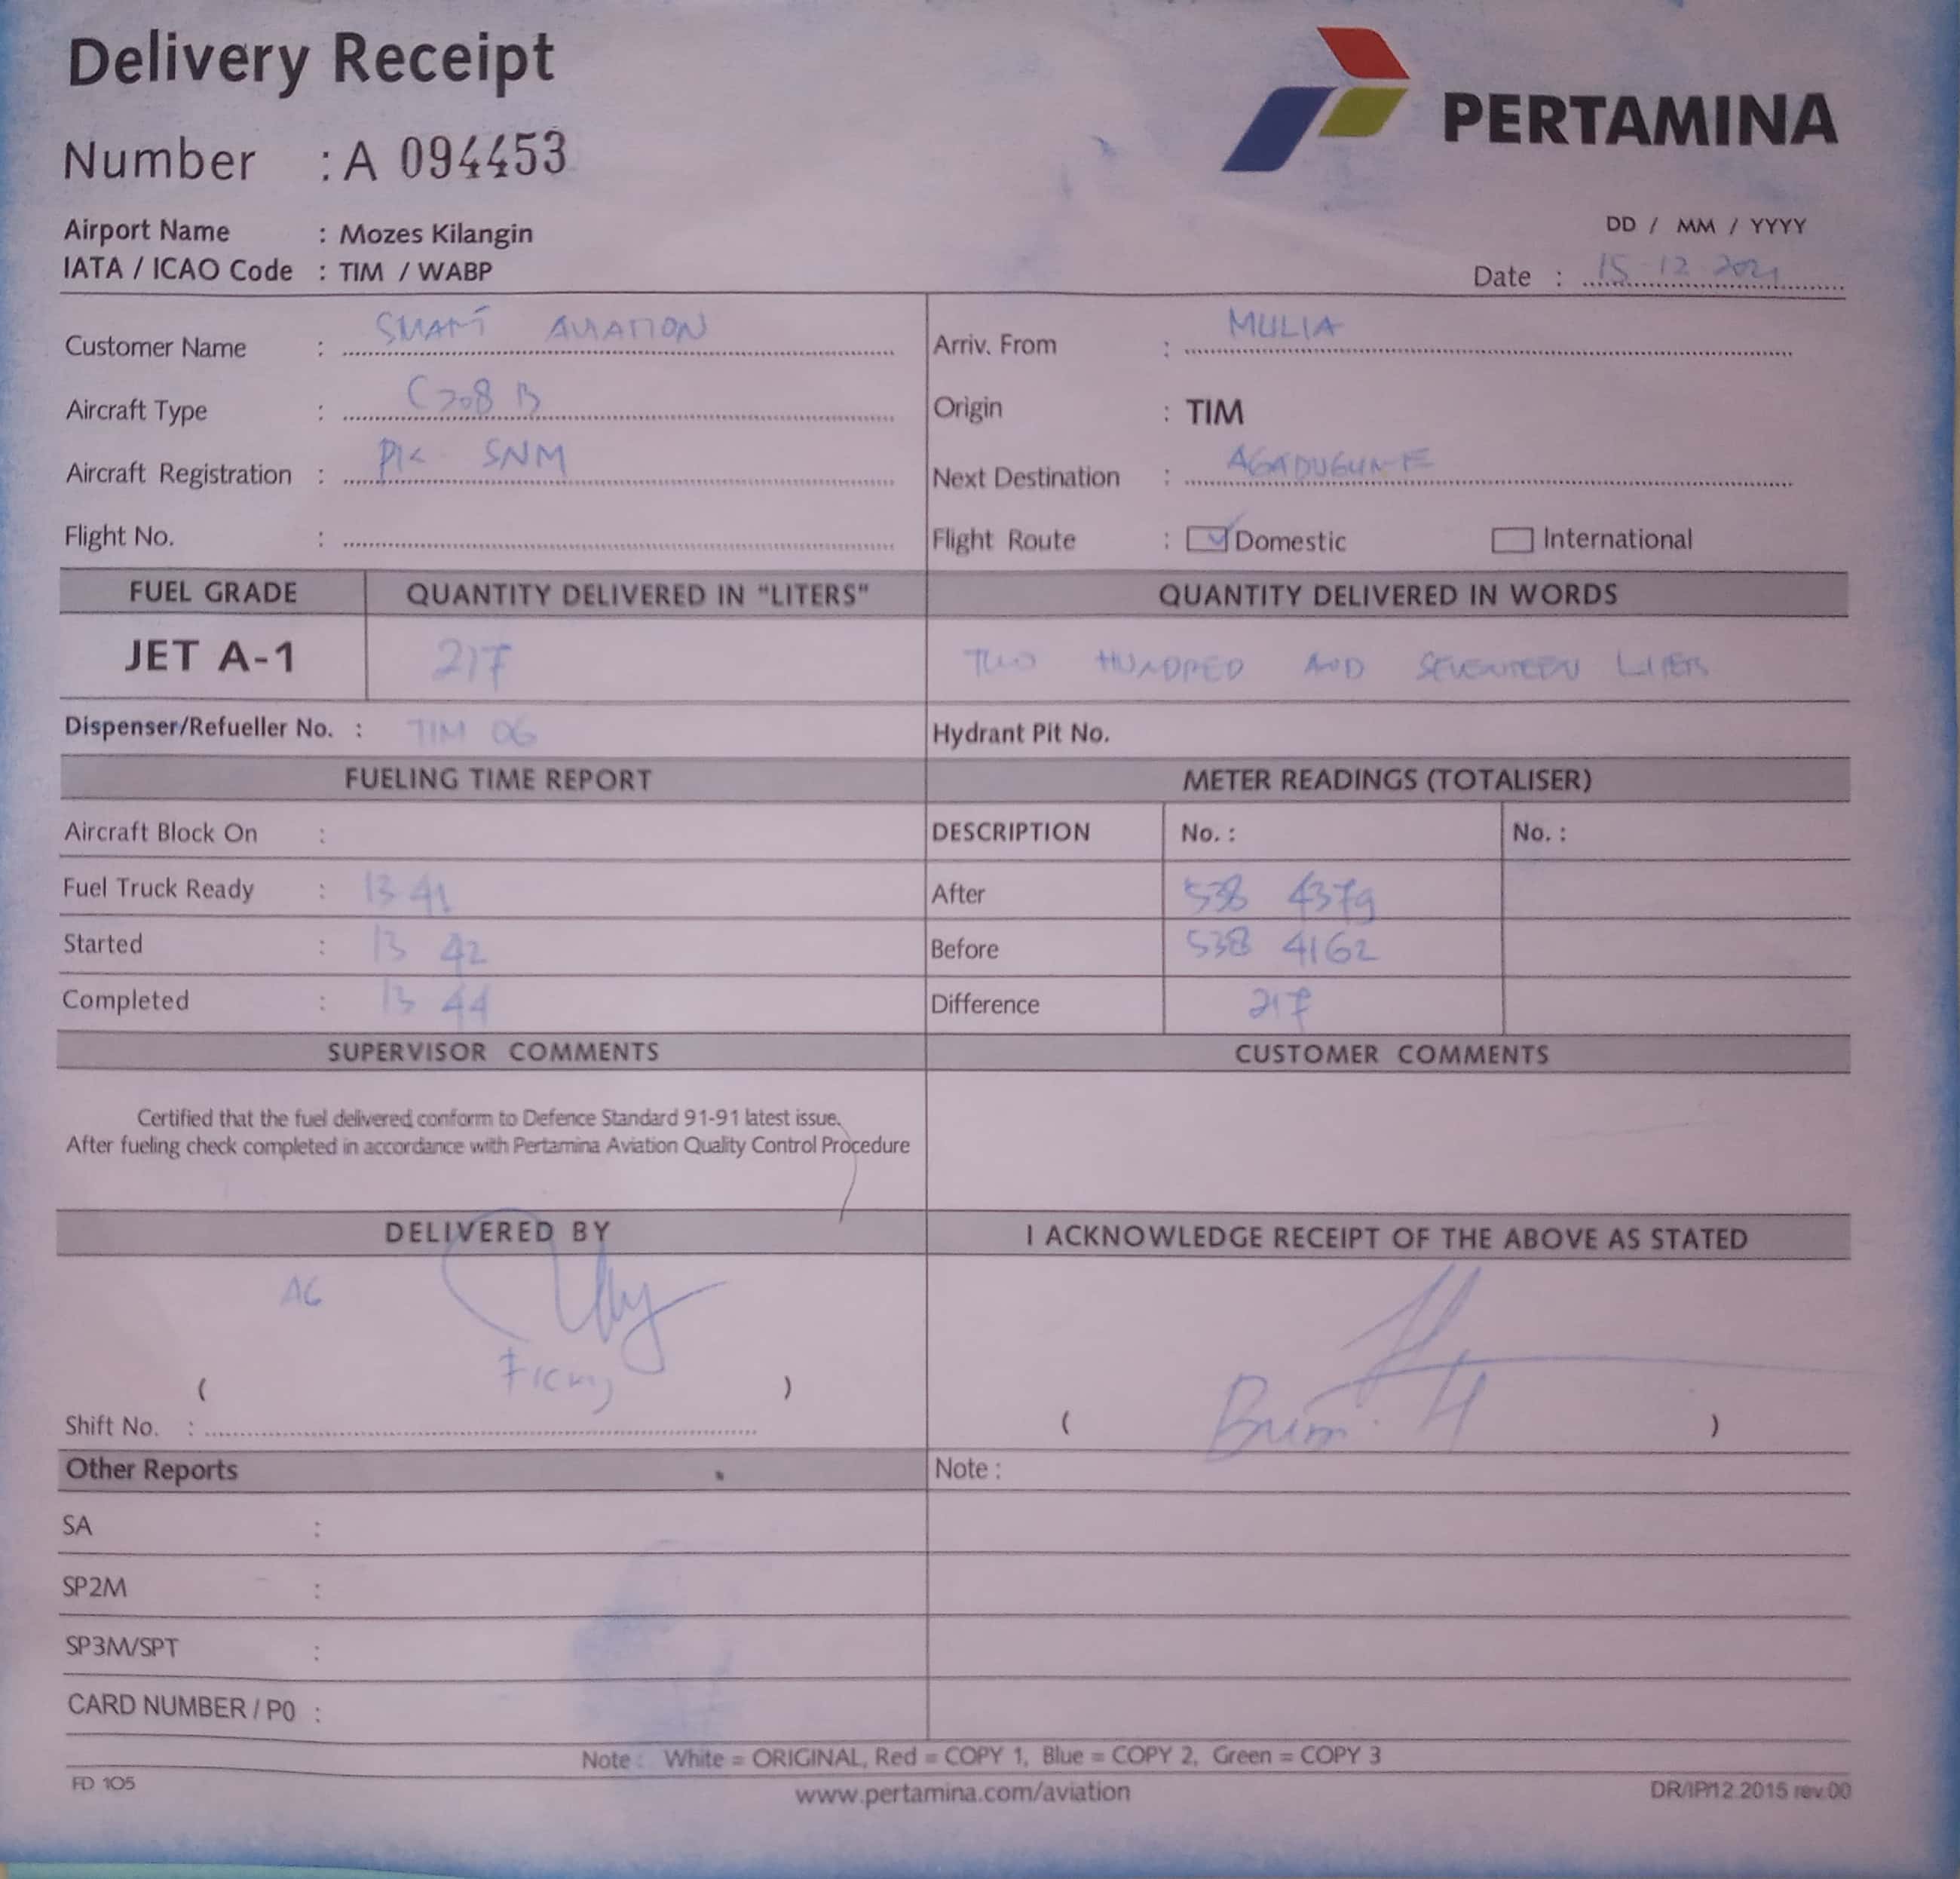 Delivery Receipt
PERTAMINA
Number : A 094453
Airport Name : Mozes Kilangin
IATA / ICAO Code : TIM / WABP
DD / MM / YYYY
Date : 15-12 2021
Customer Name : SMART AVIATION
Arriv. From : MULIA
Aircraft Type : C208 B
Origin : TIM
Aircraft Registration : PK- SNM
Next Destination : AGADUGUME
Flight No. :
Flight Route : Domestic International
FUEL GRADE QUANTITY DELIVERED IN "LITERS" QUANTITY DELIVERED IN WORDS
JET A-1 217 TWO HUNDRED AND SEVENTEEN LITERS
Dispenser/Refueller No. : TIM 06
Hydrant Pit No.
FUELING TIME REPORT METER READINGS (TOTALISER)
Aircraft Block On :
DESCRIPTION No. : No. :
Fuel Truck Ready : 13 41
After 538 4379
Started : 13 42
Before 538 4162
Completed : 13 44
Difference 217
SUPERVISOR COMMENTS CUSTOMER COMMENTS
Certified that the fuel delivered conform to Defence Standard 91-91 latest issue.
After fueling check completed in accordance with Pertamina Aviation Quality Control Procedure
DELIVERED BY I ACKNOWLEDGE RECEIPT OF THE ABOVE AS STATED
( )
Shift No. :
( )
Other Reports Note :
SA :
SP2M :
SP3M/SPT :
CARD NUMBER / PO :
Note : White = ORIGINAL, Red = COPY 1, Blue = COPY 2, Green = COPY 3
FD 105
www.pertamina.com/aviation
DR/IP/12.2015 rev.00